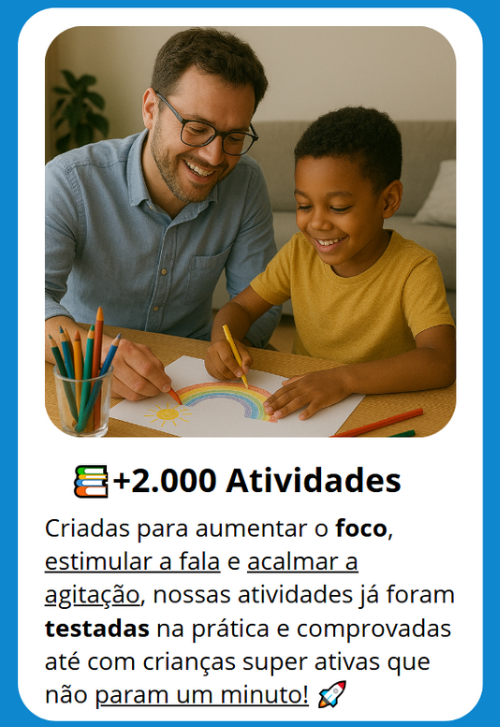 📚+2.000 Atividades
Criadas para aumentar o foco,
estimular a fala e acalmar a
agitação, nossas atividades já foram
testadas na prática e comprovadas
até com crianças super ativas que
não param um minuto! 🚀